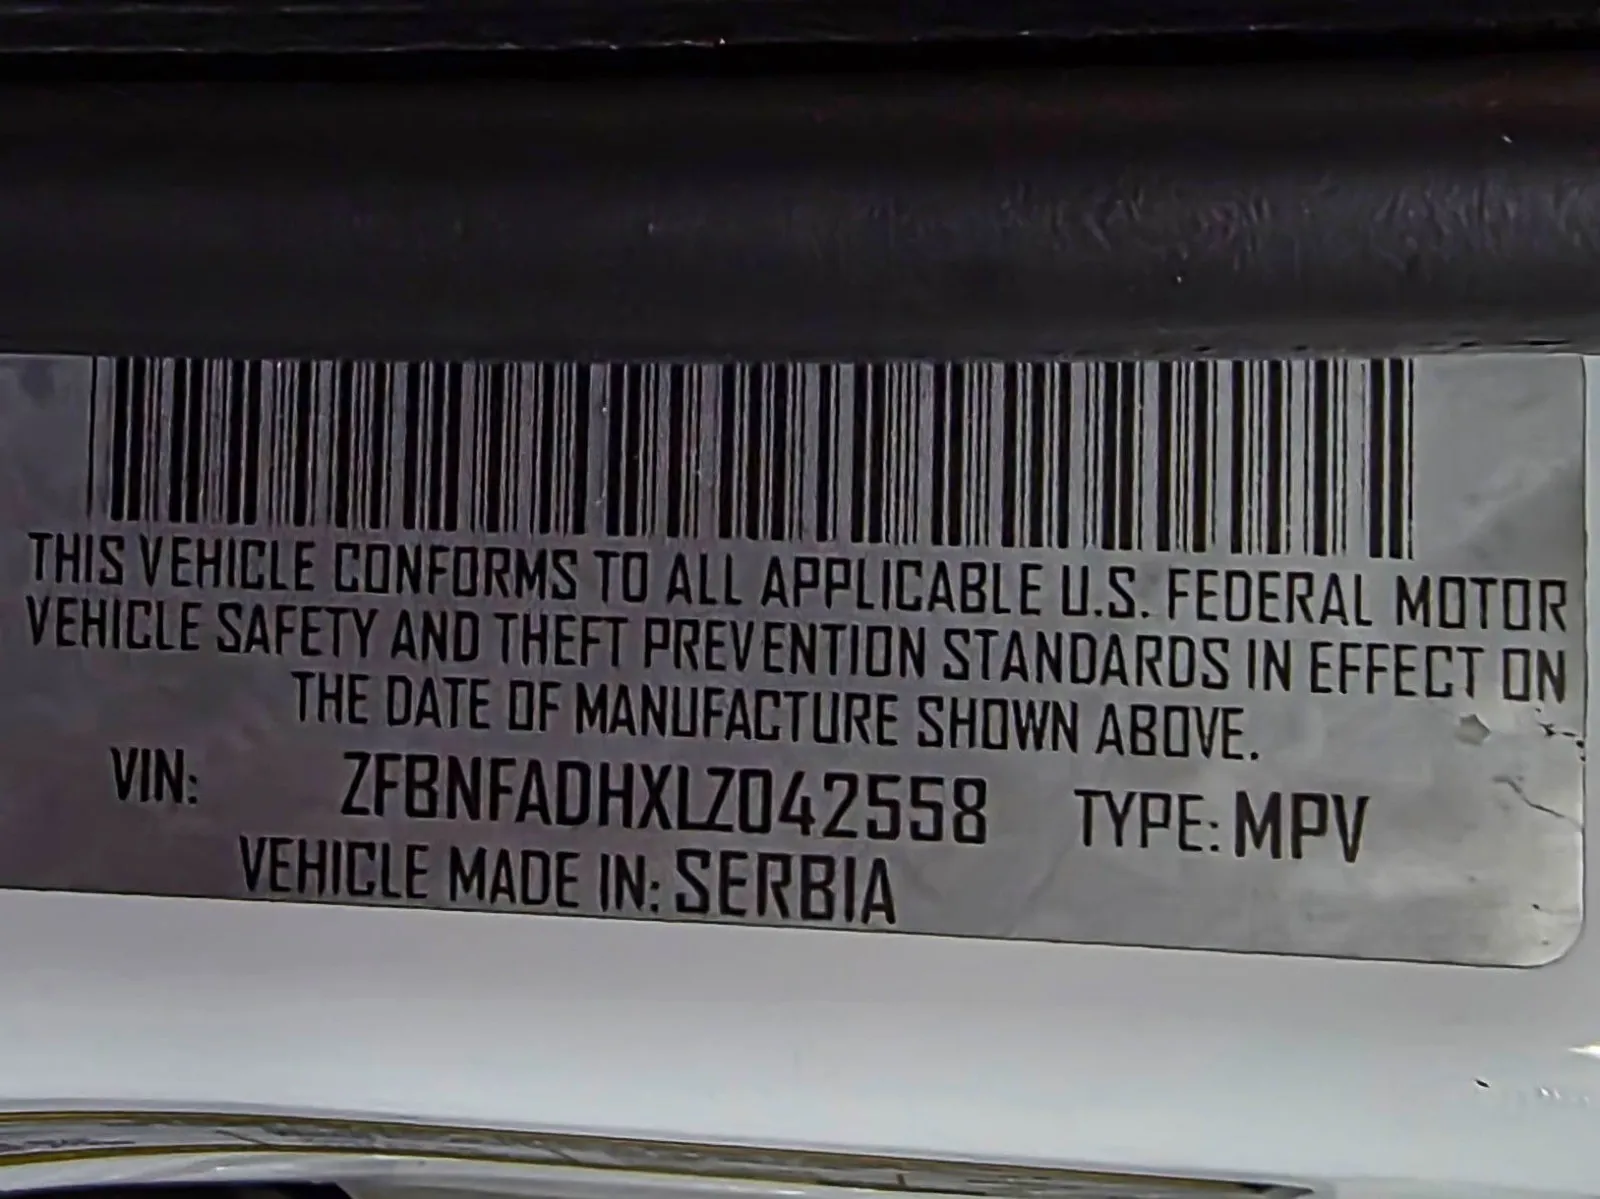 THIS VEHICLE CONFORMS TO ALL APPLICABLE U.S. FEDERAL MOTOR
VEHICLE SAFETY AND THEFT PREVENTION STANDARDS IN EFFECT ON
THE DATE OF MANUFACTURE SHOWN ABOVE.
VIN: ZFBNFADHXLZ042558 TYPE: MPV
VEHICLE MADE IN: SERBIA